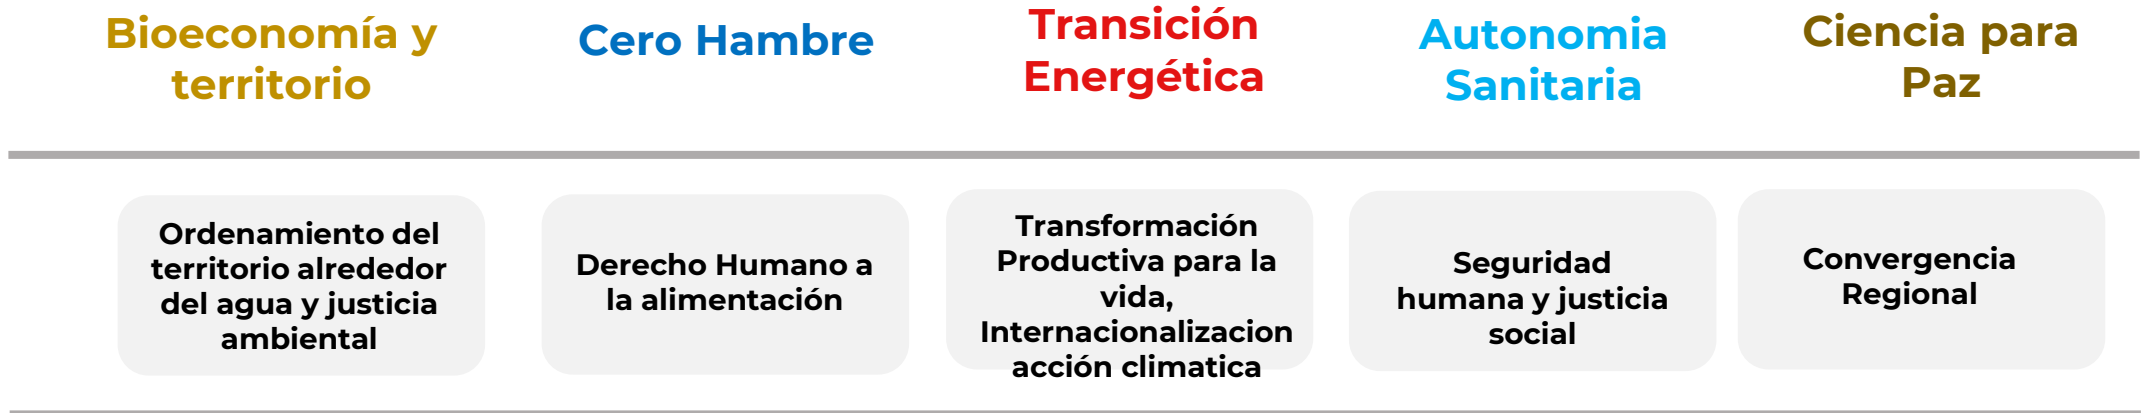 Bioeconomía y
territorio
Cero Hambre
Transición
Energética
Autonomia
Sanitaria
Ciencia para
Paz
Ordenamiento del
territorio alrededor
del agua y justicia
ambiental
Derecho Humano a
la alimentación
Transformación
Productiva para la
vida,
Internacionalizacion
acción climatica
Seguridad
humana y justicia
social
Convergencia
Regional